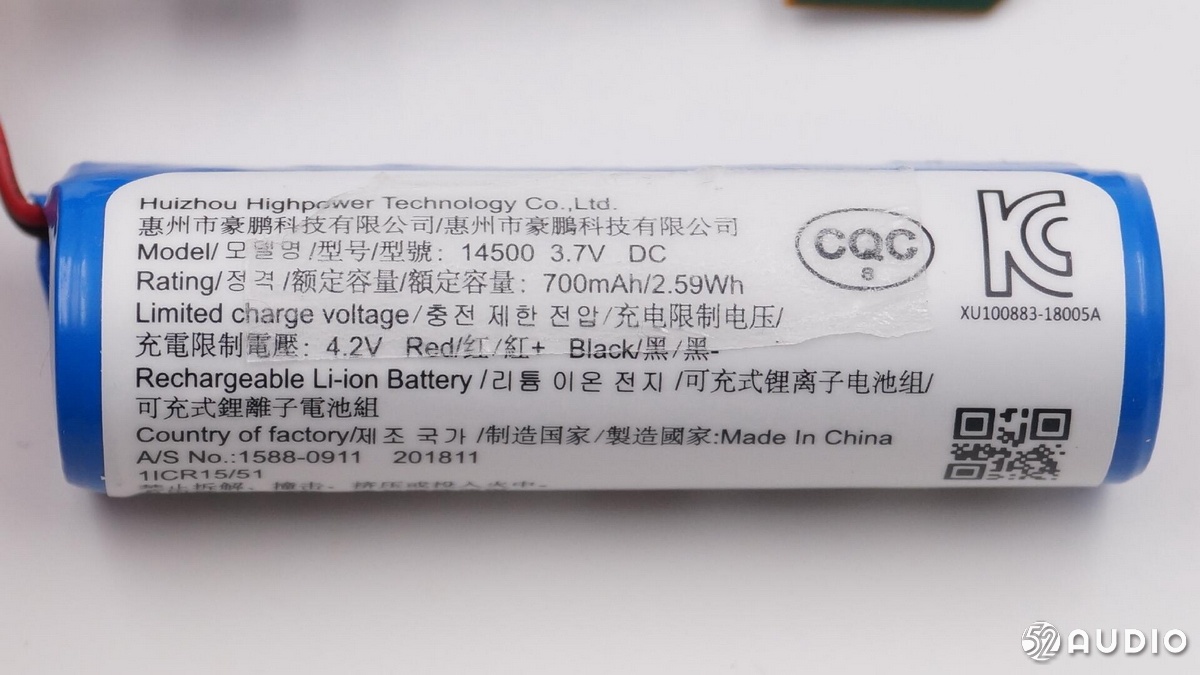 Huizhou Highpower Technology Co.,Ltd.
惠州市豪鹏科技有限公司/惠州市豪鵬科技有限公司
Model/모델명/型号/型號: 14500 3.7V DC
Rating/정격/额定容量/額定容量: 700mAh/2.59Wh
Limited charge voltage/충전 제한 전압/充电限制电压/
充電限制電壓: 4.2V Red/红/紅+ Black/黑/黑-
Rechargeable Li-ion Battery/리튬 이온 전지/可充式锂离子电池组/
可充式鋰離子電池組
Country of factory/제조 국가/制造国家/製造國家:Made In China
A/S No.:1588-0911 201811
1ICR15/51
CQC
S
KC
XU100883-18005A
52 AUDIO